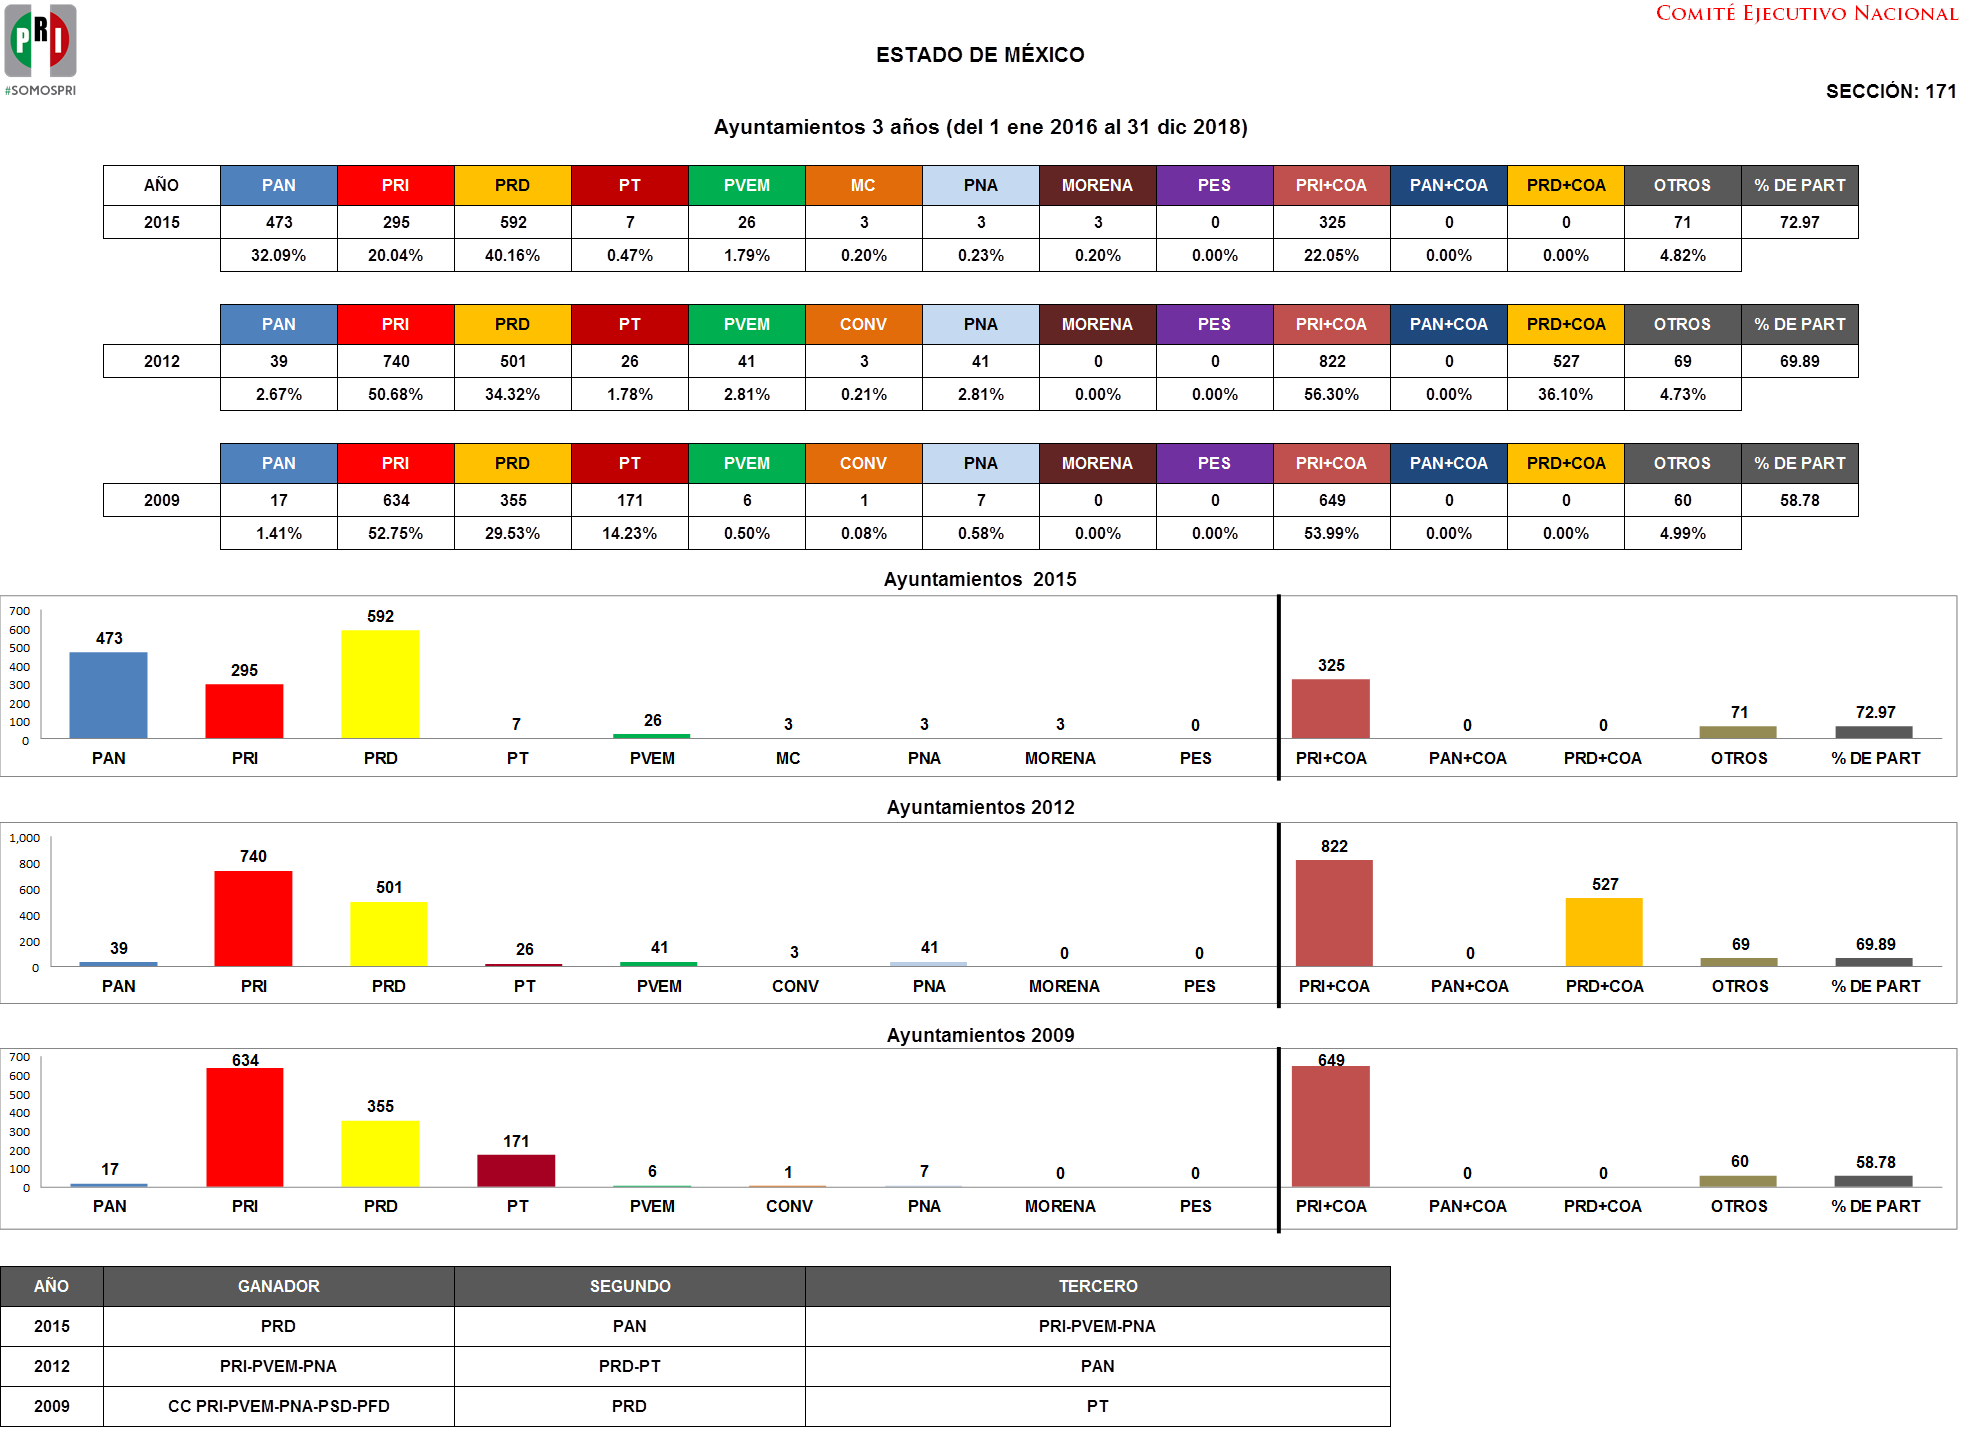 PRI
#SOMOSPRI
COMITÉ EJECUTIVO NACIONAL
ESTADO DE MÉXICO
SECCIÓN: 171
Ayuntamientos 3 años (del 1 ene 2016 al 31 dic 2018)
AÑO PAN PRI PRD PT PVEM MC PNA MORENA PES PRI+COA PAN+COA PRD+COA OTROS % DE PART
2015 473 295 592 7 26 3 3 3 0 325 0 0 71 72.97
32.09% 20.04% 40.16% 0.47% 1.79% 0.20% 0.23% 0.20% 0.00% 22.05% 0.00% 0.00% 4.82%
PAN PRI PRD PT PVEM CONV PNA MORENA PES PRI+COA PAN+COA PRD+COA OTROS % DE PART
2012 39 740 501 26 41 3 41 0 0 822 0 527 69 69.89
2.67% 50.68% 34.32% 1.78% 2.81% 0.21% 2.81% 0.00% 0.00% 56.30% 0.00% 36.10% 4.73%
PAN PRI PRD PT PVEM CONV PNA MORENA PES PRI+COA PAN+COA PRD+COA OTROS % DE PART
2009 17 634 355 171 6 1 7 0 0 649 0 0 60 58.78
1.41% 52.75% 29.53% 14.23% 0.50% 0.08% 0.58% 0.00% 0.00% 53.99% 0.00% 0.00% 4.99%
Ayuntamientos 2015
700
600
500
400
300
200
100
0
473 295 592 7 26 3 3 3 0 325 0 0 71 72.97
PAN PRI PRD PT PVEM MC PNA MORENA PES PRI+COA PAN+COA PRD+COA OTROS % DE PART
Ayuntamientos 2012
1,000
800
600
400
200
0
39 740 501 26 41 3 41 0 0 822 0 527 69 69.89
PAN PRI PRD PT PVEM CONV PNA MORENA PES PRI+COA PAN+COA PRD+COA OTROS % DE PART
Ayuntamientos 2009
700
600
500
400
300
200
100
0
17 634 355 171 6 1 7 0 0 649 0 0 60 58.78
PAN PRI PRD PT PVEM CONV PNA MORENA PES PRI+COA PAN+COA PRD+COA OTROS % DE PART
AÑO GANADOR SEGUNDO TERCERO
2015 PRD PAN PRI-PVEM-PNA
2012 PRI-PVEM-PNA PRD-PT PAN
2009 CC PRI-PVEM-PNA-PSD-PFD PRD PT